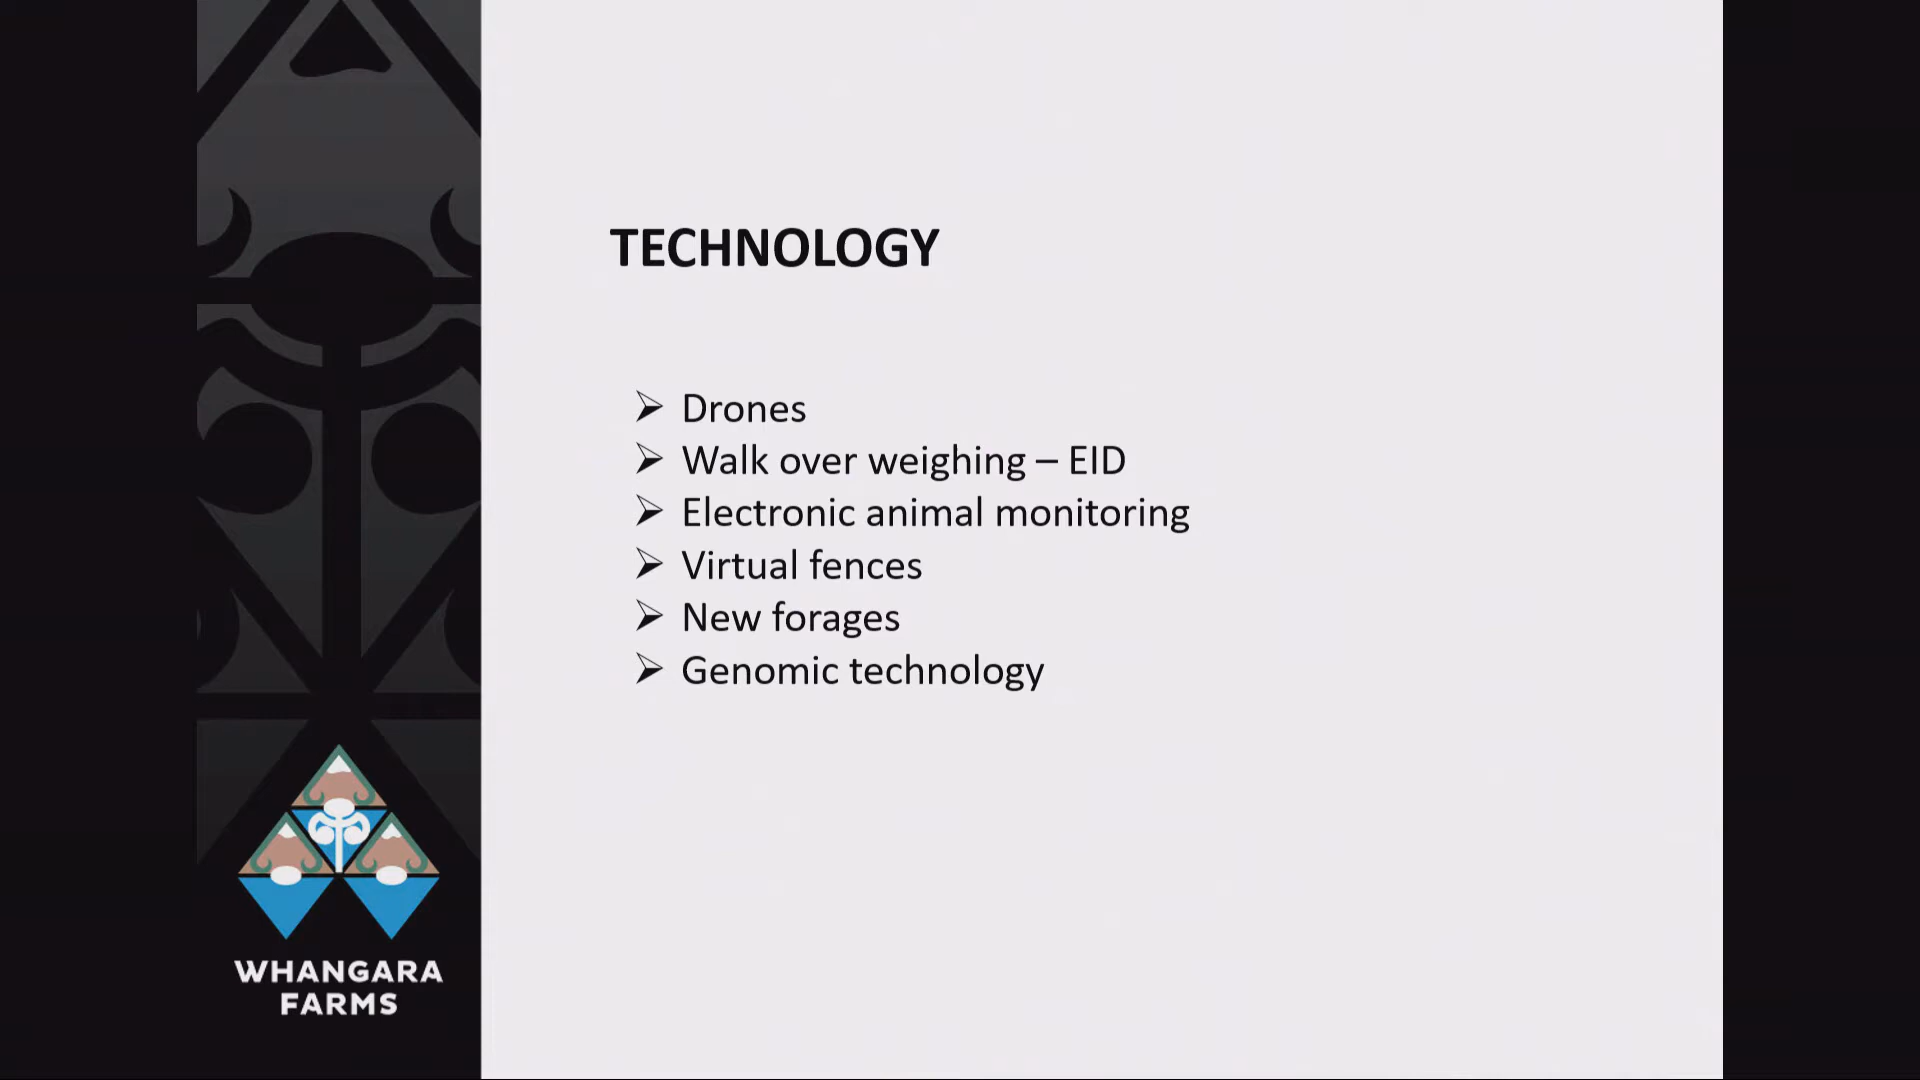 TECHNOLOGY
Drones
Walk over weighing – EID
Electronic animal monitoring
Virtual fences
New forages
Genomic technology
WHANGARA
FARMS